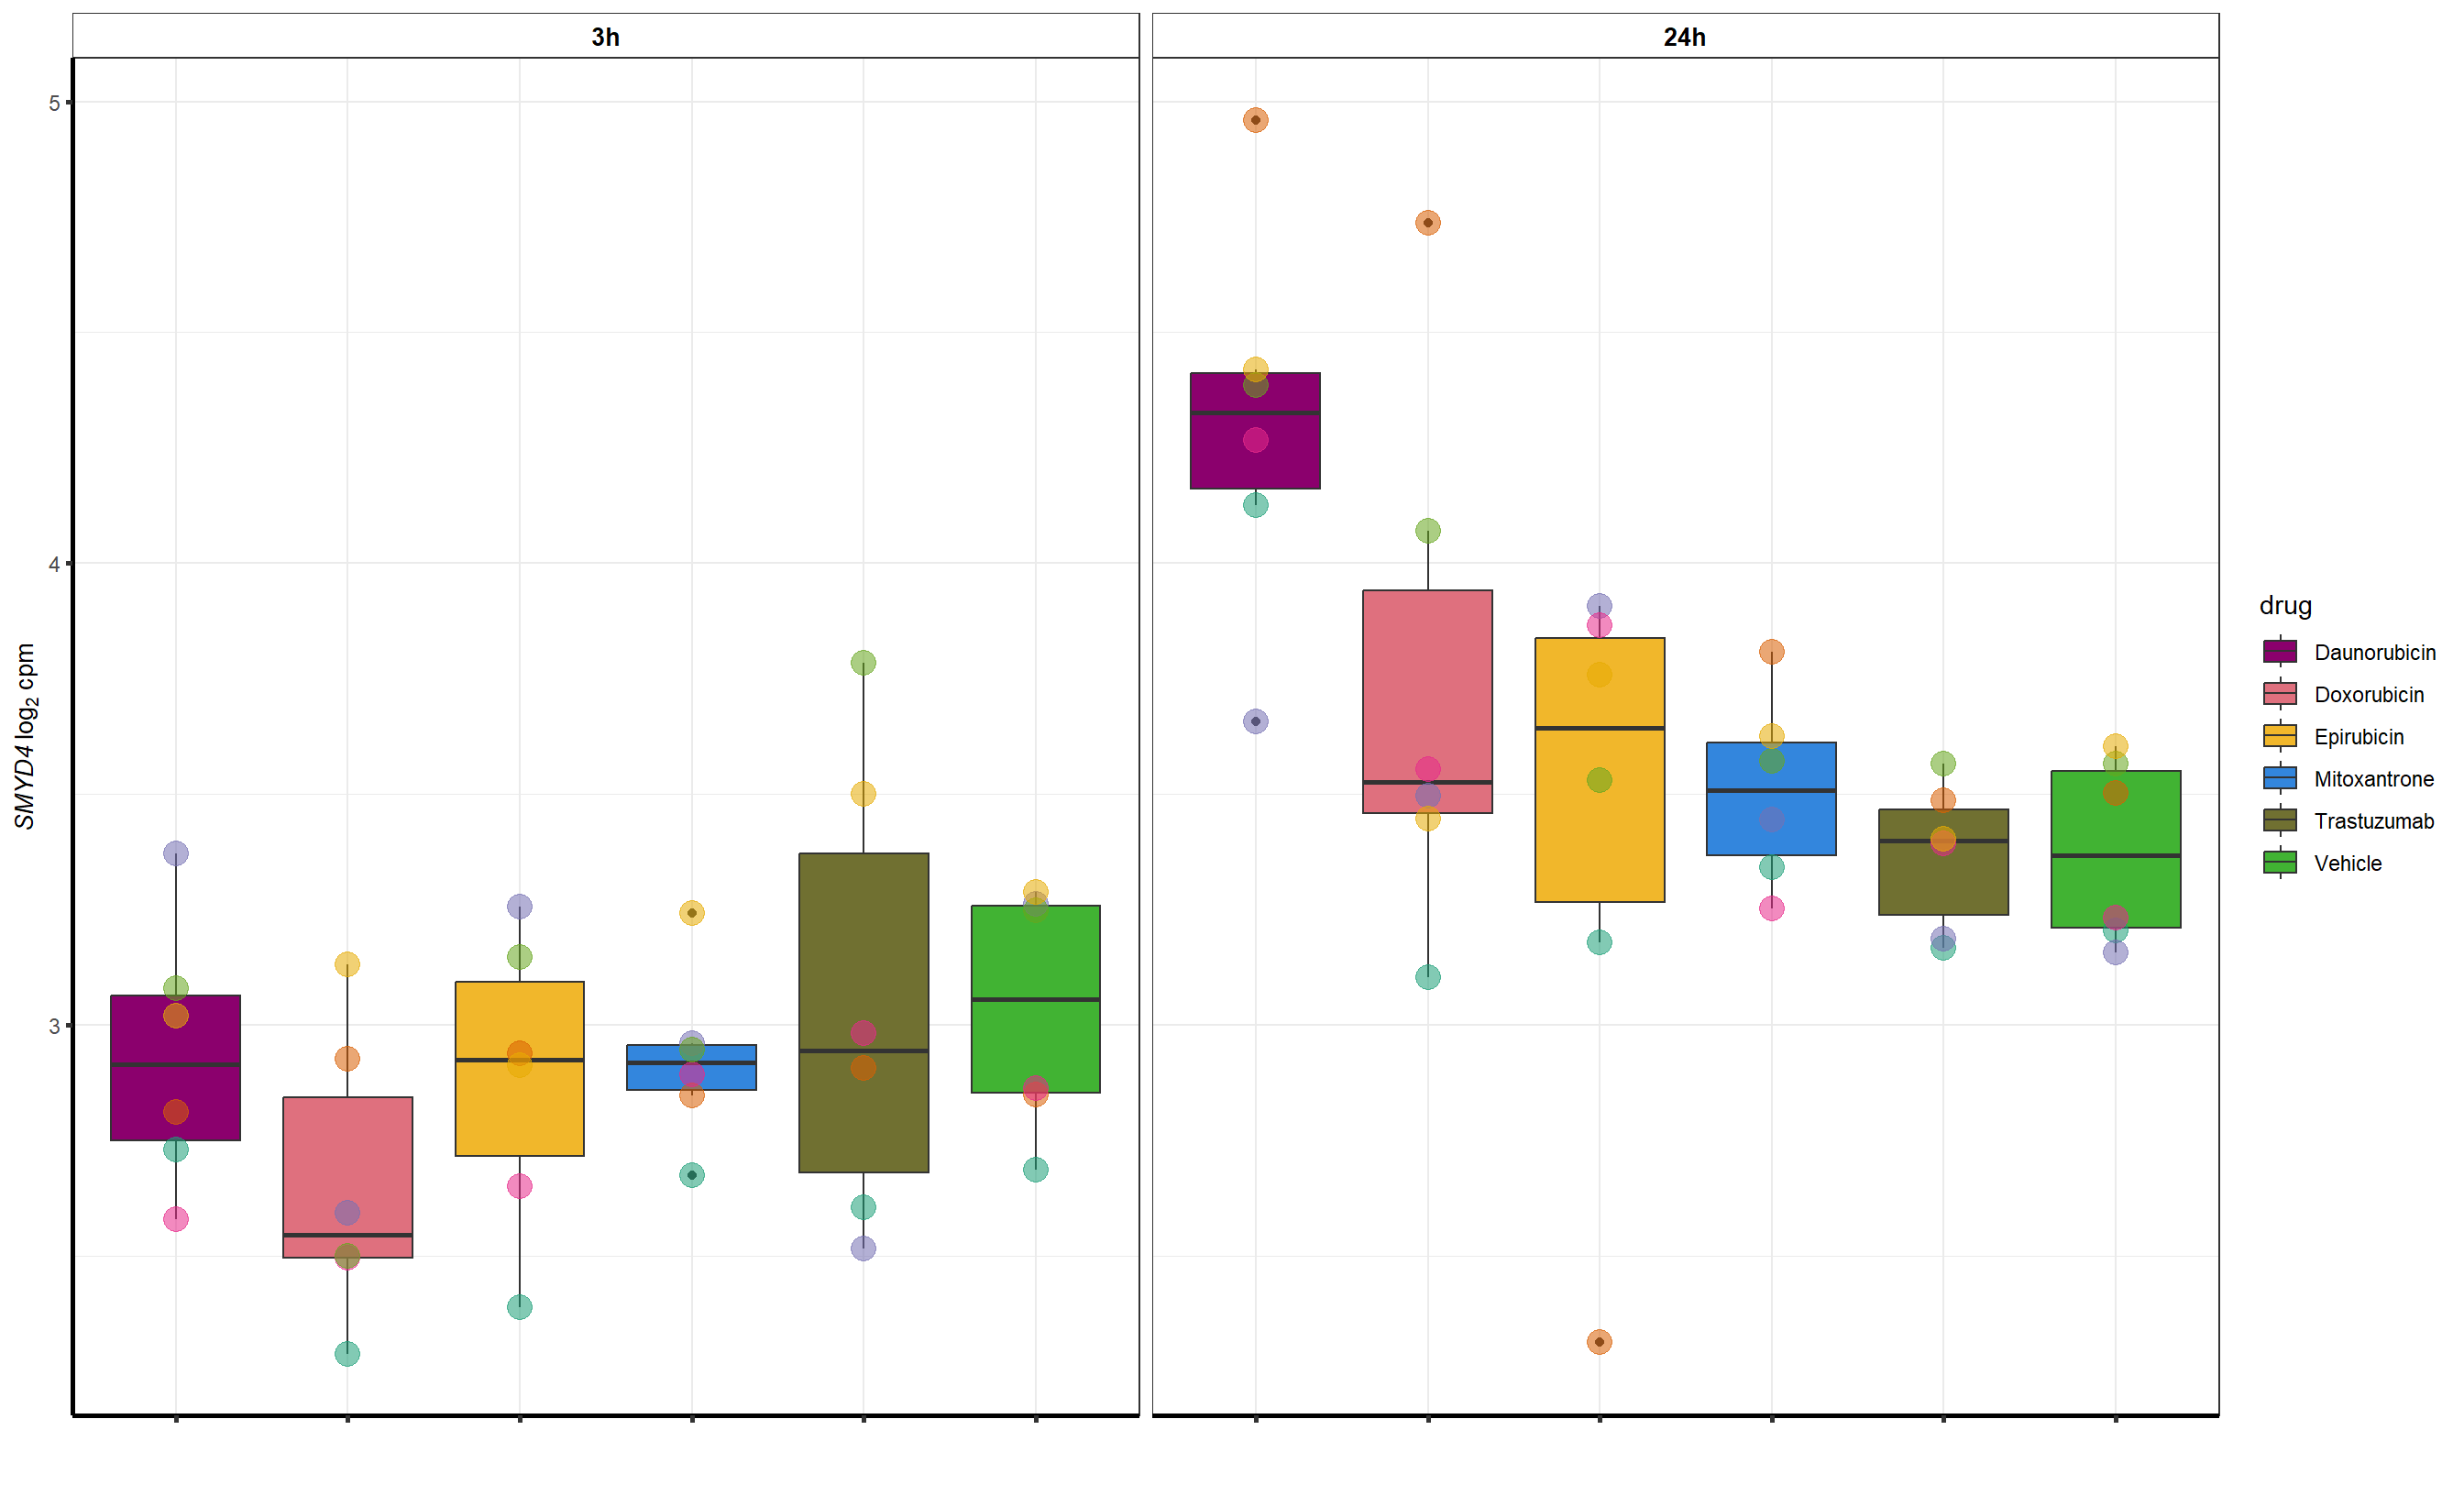 3h
24h
5
4
3
SMYD4 log₂ cpm
drug
Daunorubicin
Doxorubicin
Epirubicin
Mitoxantrone
Trastuzumab
Vehicle